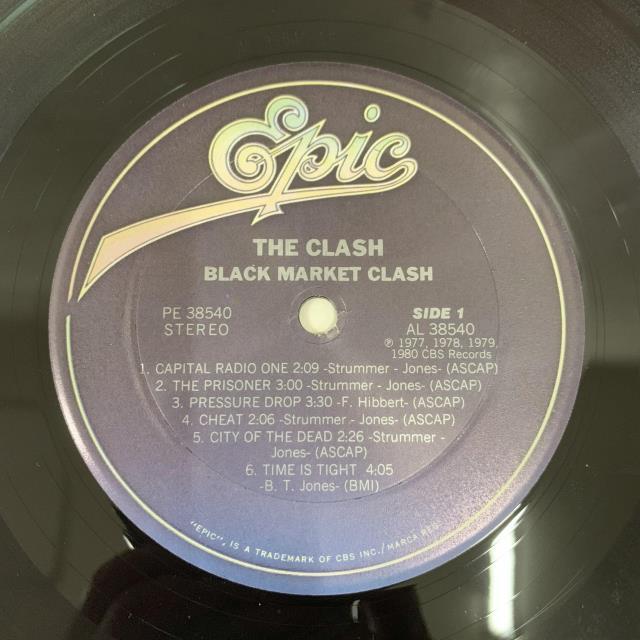 Epic
THE CLASH
BLACK MARKET CLASH
PE 38540
STEREO
SIDE 1
AL 38540
℗ 1977, 1978, 1979,
1980 CBS Records
1. CAPITAL RADIO ONE 2:09 -Strummer - Jones- (ASCAP)
2. THE PRISONER 3:00 -Strummer - Jones- (ASCAP)
3. PRESSURE DROP 3:30 -F. Hibbert- (ASCAP)
4. CHEAT 2:06 -Strummer - Jones- (ASCAP)
5. CITY OF THE DEAD 2:26 -Strummer -
Jones- (ASCAP)
6. TIME IS TIGHT 4:05
-B. T. Jones- (BMI)
"EPIC", IS A TRADEMARK OF CBS INC./MARCA REG.